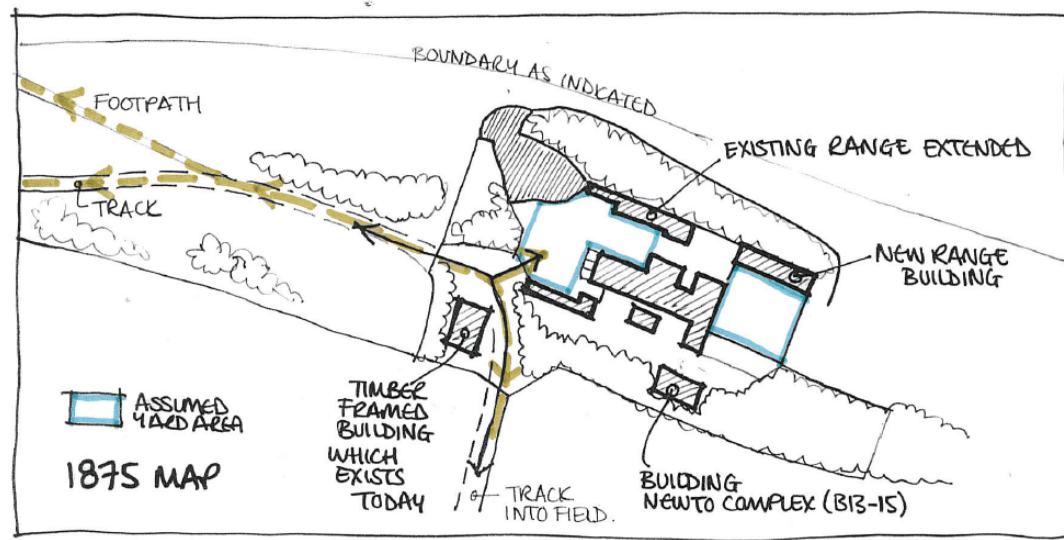 BOUNDARY AS INDICATED
FOOTPATH
EXISTING RANGE EXTENDED
TRACK
NEW RANGE
BUILDING
ASSUMED
YARD AREA
TIMBER
FRAMED
BUILDING
WHICH
EXISTS
TODAY
1875 MAP
TRACK
INTO FIELD.
BUILDING
NEW TO COMPLEX (B13-15)